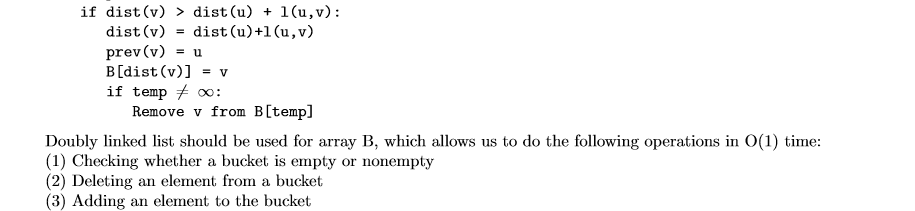 if dist(v) > dist(u) + l(u,v):
dist(v) = dist(u)+l(u,v)
prev(v) = u
B[dist(v)] = v
if temp ≠ ∞:
Remove v from B[temp]
Doubly linked list should be used for array B, which allows us to do the following operations in O(1) time:
(1) Checking whether a bucket is empty or nonempty
(2) Deleting an element from a bucket
(3) Adding an element to the bucket